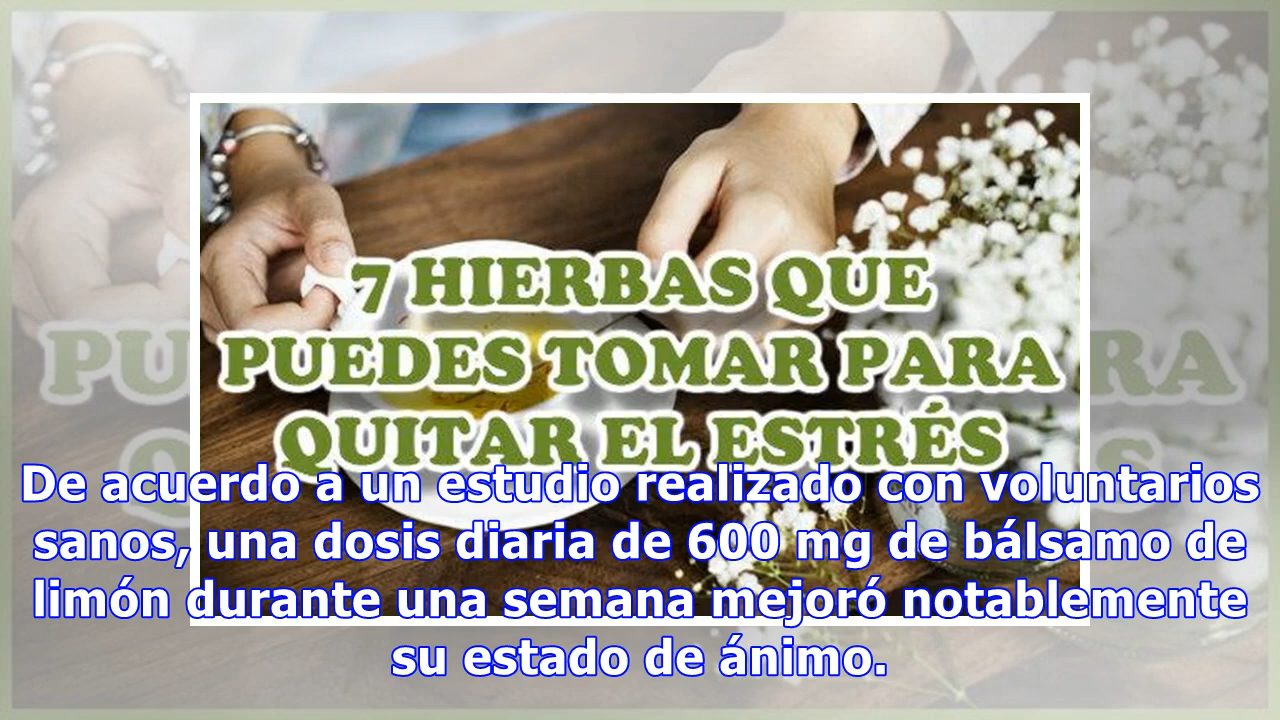 7 HIERBAS QUE
PUEDES TOMAR PARA
QUITAR EL ESTRÉS
De acuerdo a un estudio realizado con voluntarios
sanos, una dosis diaria de 600 mg de bálsamo de
limón durante una semana mejoró notablemente
su estado de ánimo.